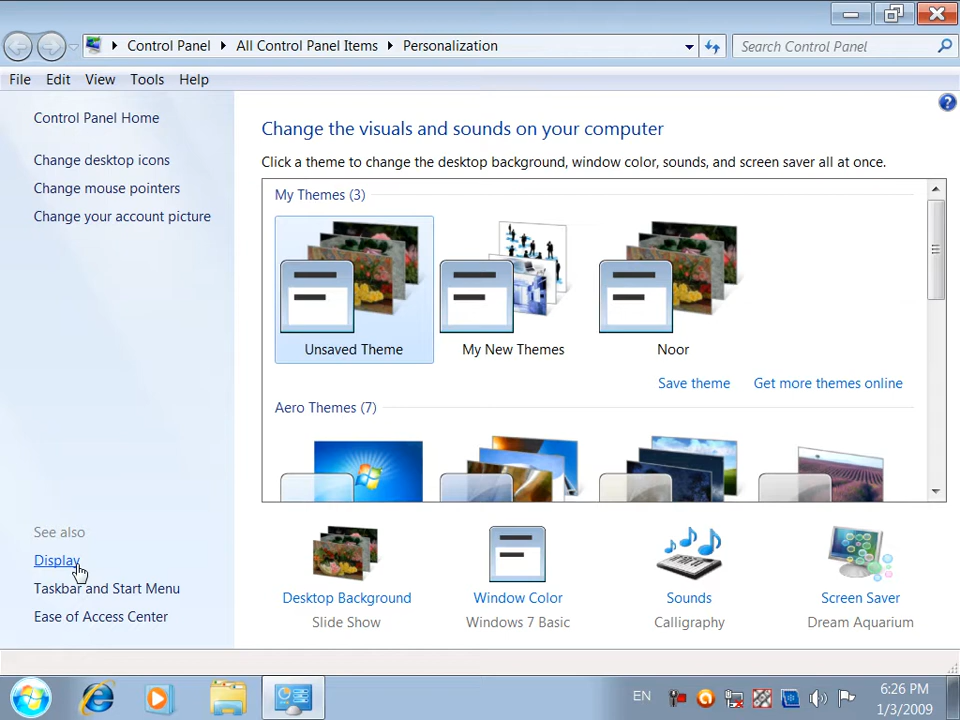 Control Panel All Control Panel Items Personalization
Search Control Panel
File Edit View Tools Help
Control Panel Home
Change desktop icons
Change mouse pointers
Change your account picture
See also
Display
Taskbar and Start Menu
Ease of Access Center
Change the visuals and sounds on your computer
Click a theme to change the desktop background, window color, sounds, and screen saver all at once.
My Themes (3)
Unsaved Theme My New Themes Noor
Save theme Get more themes online
Aero Themes (7)
Desktop Background Window Color Sounds Screen Saver
Slide Show Windows 7 Basic Calligraphy Dream Aquarium
EN
6:26 PM
1/3/2009